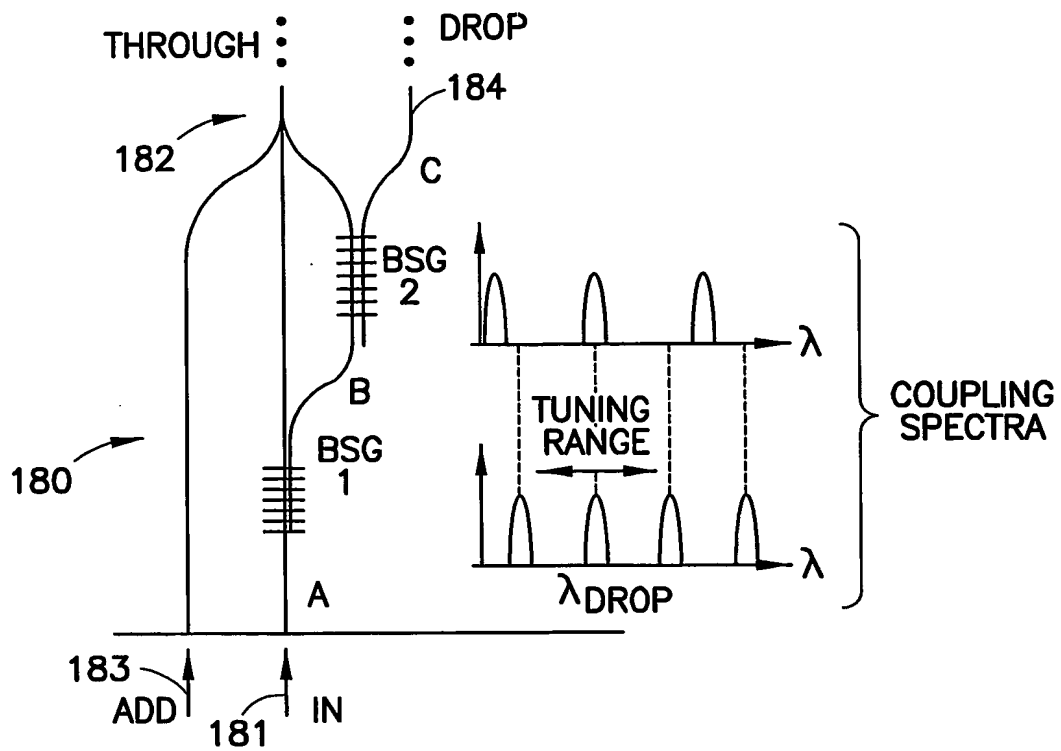 THROUGH
DROP
184
182
C
BSG
2
λ
B
TUNING
RANGE
COUPLING
SPECTRA
BSG
1
180
λ
λDROP
A
183
ADD
181
IN